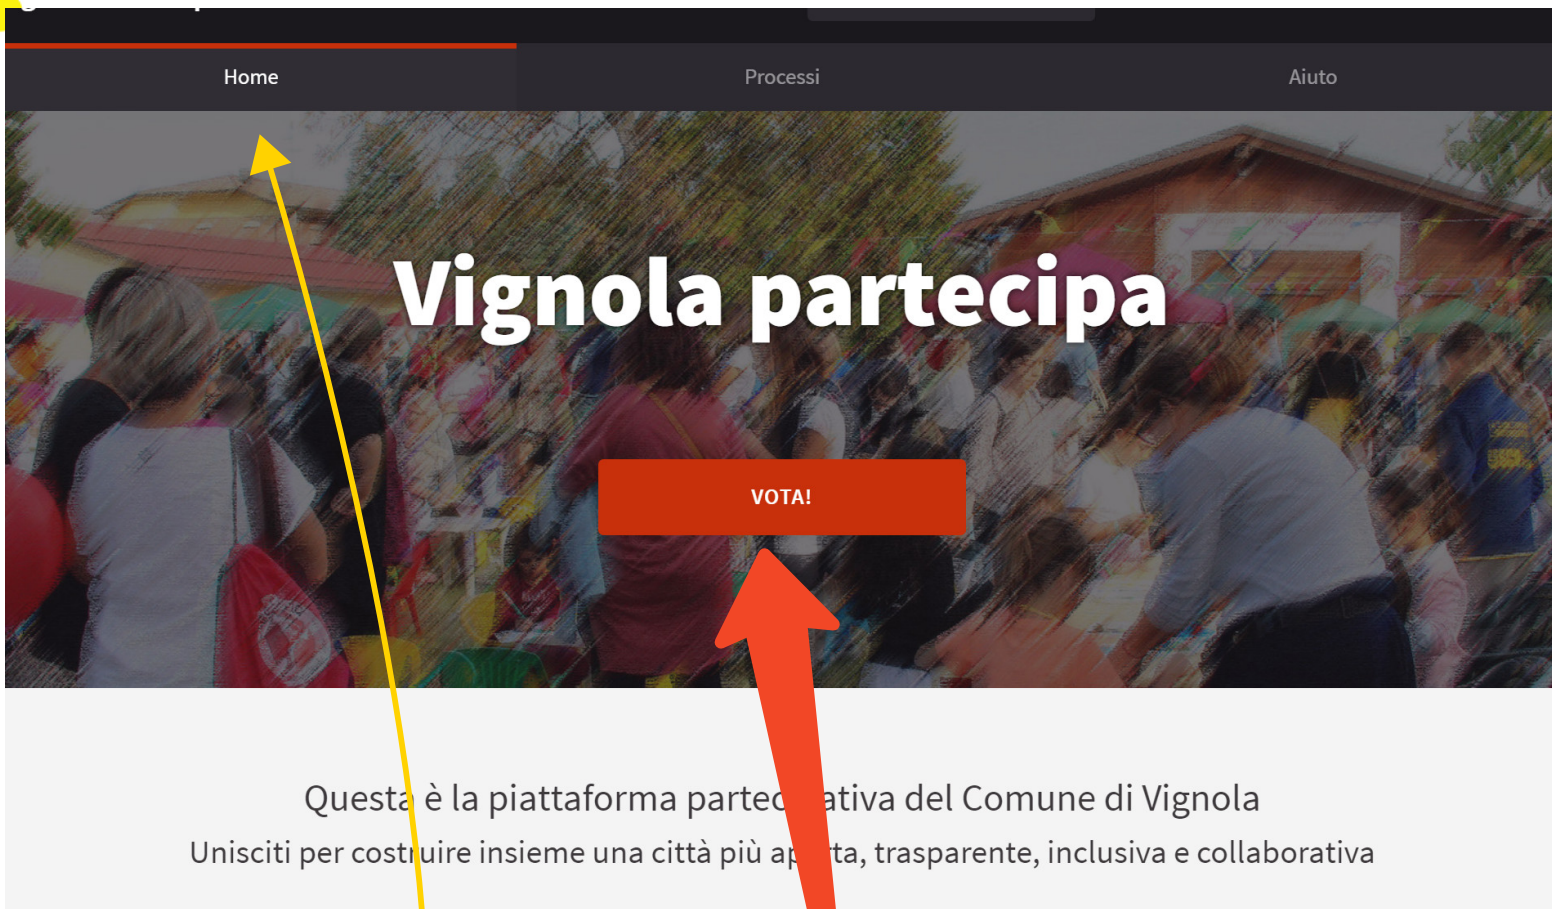 Home
Processi
Aiuto
Vignola partecipa
VOTA!
Questa è la piattaforma partecipativa del Comune di Vignola
Unisciti per costruire insieme una città più aperta, trasparente, inclusiva e collaborativa